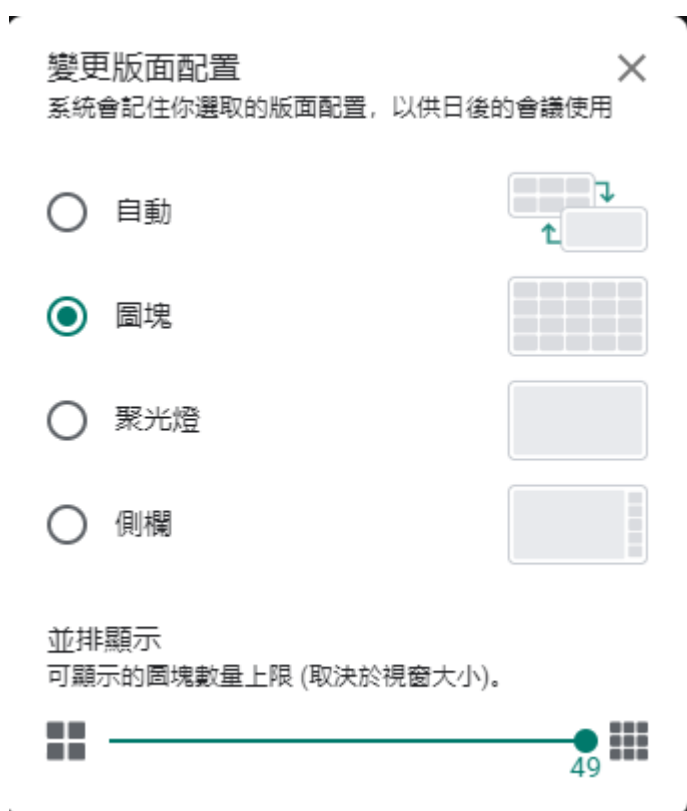 變更版面配置
系統會記住你選取的版面配置，以供日後的會議使用
自動
圖塊
聚光燈
側欄
並排顯示
可顯示的圖塊數量上限 (取決於視窗大小)。
49